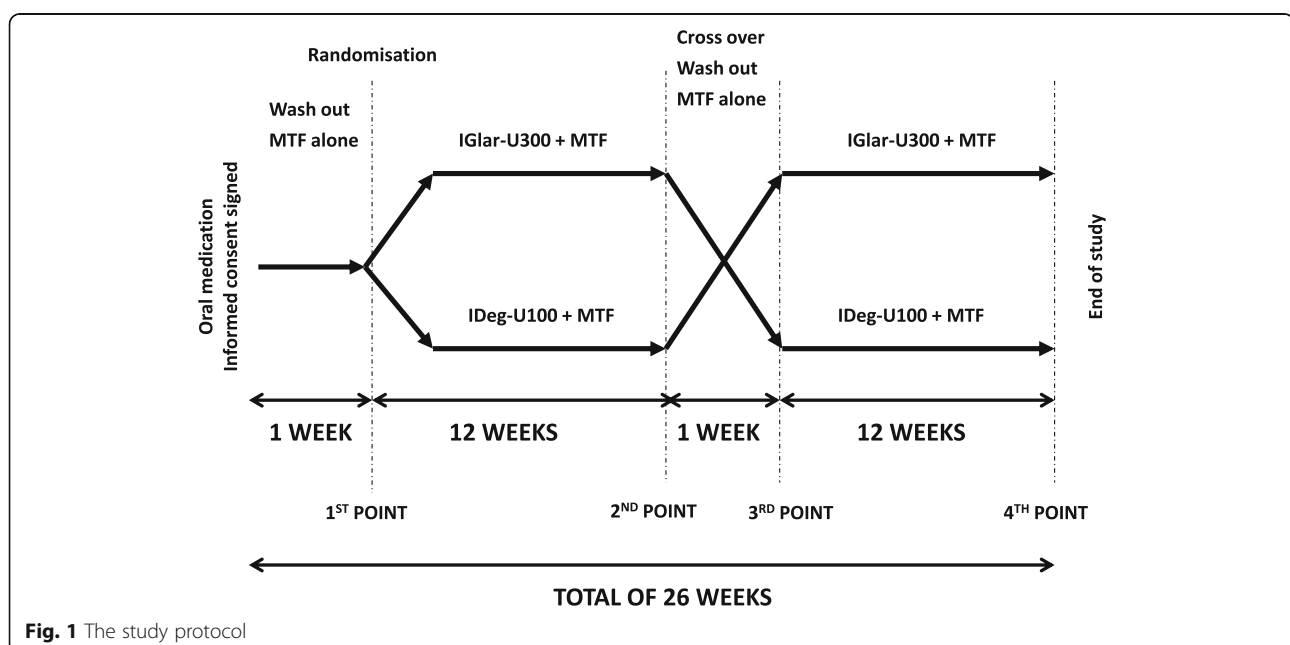 Randomisation
Cross over
Wash out
MTF alone
Wash out
MTF alone
IGlar-U300 + MTF
IGlar-U300 + MTF
Oral medication
Informed consent signed
End of study
IDeg-U100 + MTF
IDeg-U100 + MTF
1 WEEK
12 WEEKS
1 WEEK
12 WEEKS
1ST POINT
2ND POINT
3RD POINT
4TH POINT
TOTAL OF 26 WEEKS
Fig. 1 The study protocol